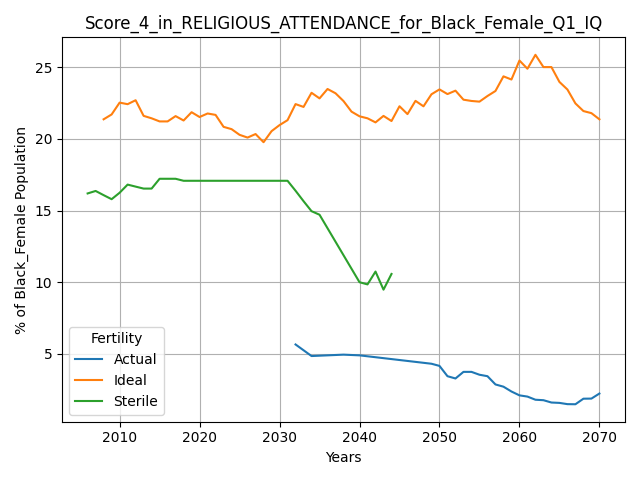 Score_4_in_RELIGIOUS_ATTENDANCE_for_Black_Female_Q1_IQ
% of Black_Female Population
25
20
15
10
5
Fertility
Actual
Ideal
Sterile
2010 2020 2030 2040 2050 2060 2070
Years